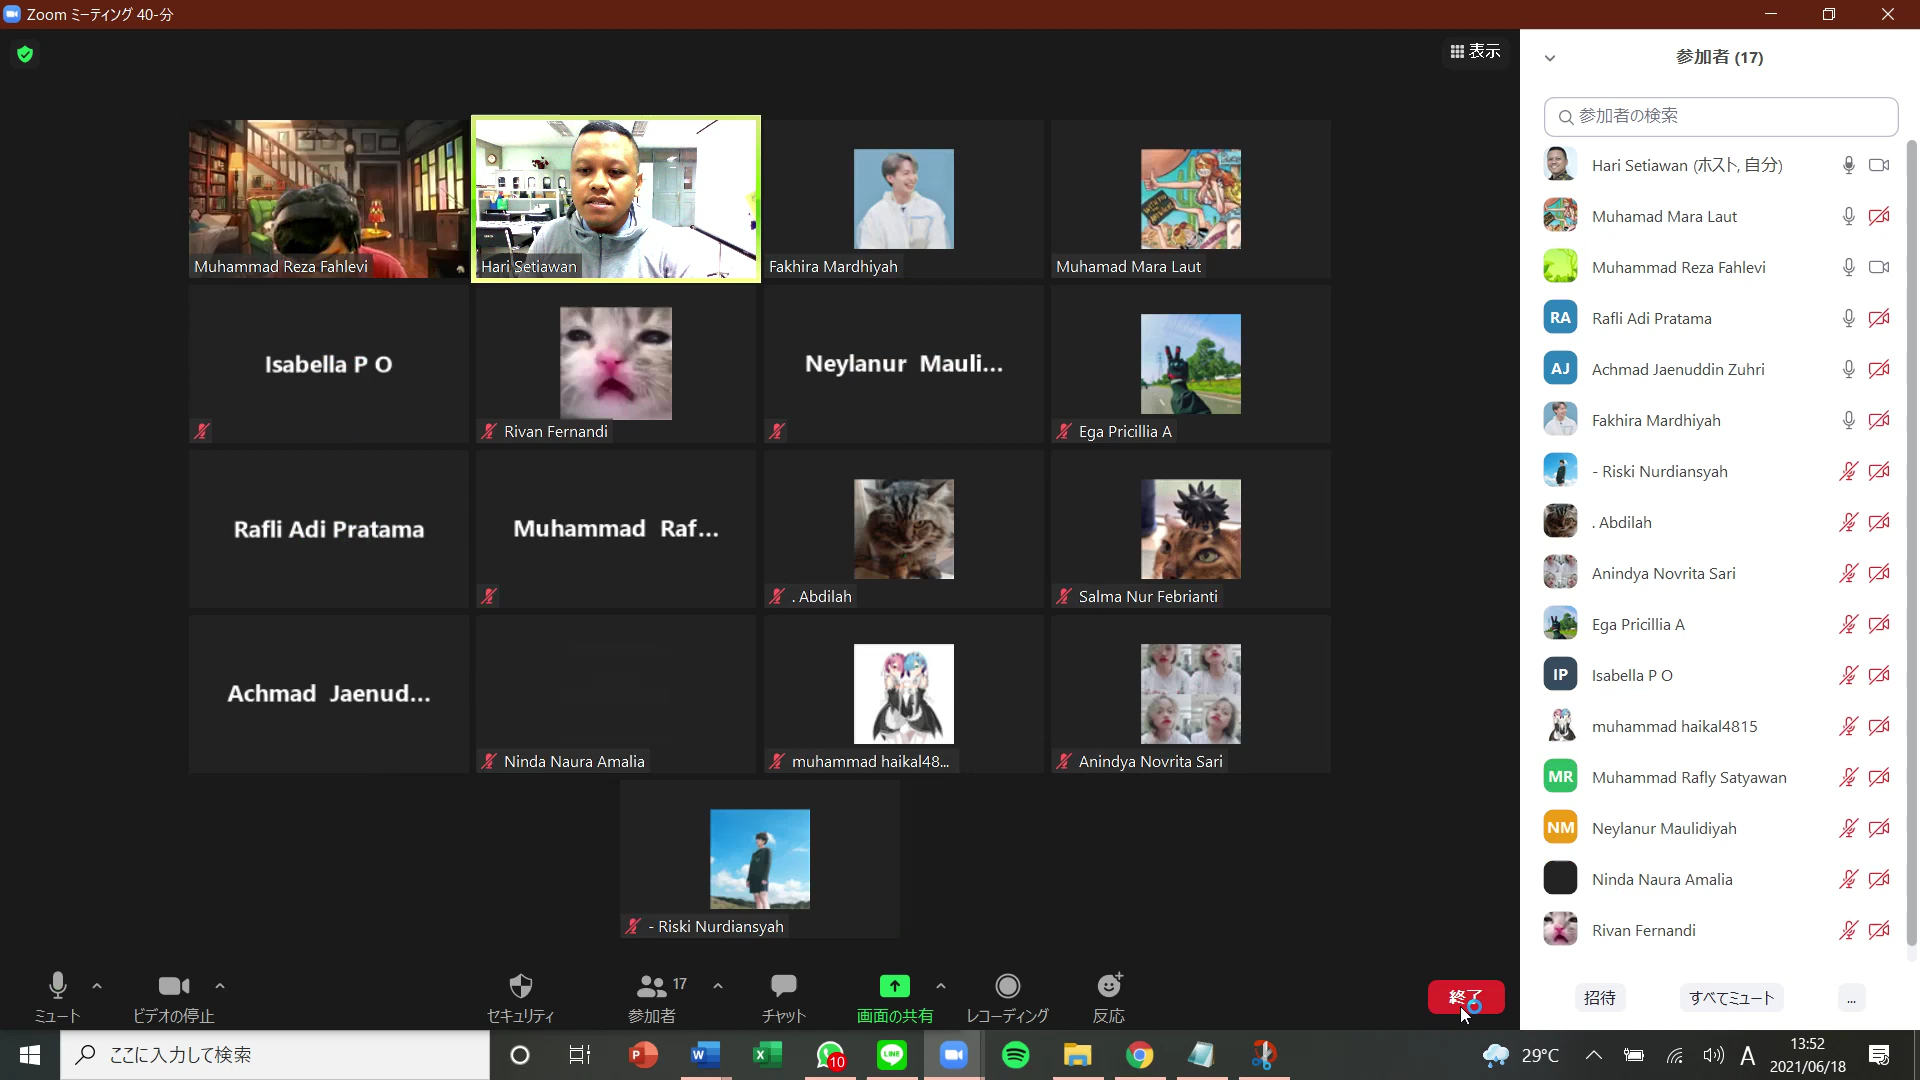 Zoom ミーティング 40-分
表示
Muhammad Reza Fahlevi
Hari Setiawan
Fakhira Mardhiyah
Muhamad Mara Laut
Isabella P O
Rivan Fernandi
Neylanur Mauli...
Ega Pricillia A
Rafli Adi Pratama
Muhammad Raf...
. Abdilah
Salma Nur Febrianti
Achmad Jaenud...
Ninda Naura Amalia
muhammad haikal48...
Anindya Novrita Sari
- Riski Nurdiansyah
参加者 (17)
参加者の検索
Hari Setiawan (ホスト, 自分)
Muhamad Mara Laut
Muhammad Reza Fahlevi
RA Rafli Adi Pratama
AJ Achmad Jaenuddin Zuhri
Fakhira Mardhiyah
- Riski Nurdiansyah
. Abdilah
Anindya Novrita Sari
Ega Pricillia A
IP Isabella P O
muhammad haikal4815
MR Muhammad Rafly Satyawan
NM Neylanur Maulidiyah
Ninda Naura Amalia
Rivan Fernandi
招待 すべてミュート ...
17
ミュート ビデオの停止 セキュリティ 参加者 チャット 画面の共有 レコーディング 反応 終了
ここに入力して検索
10
29°C
A
13:52
2021/06/18